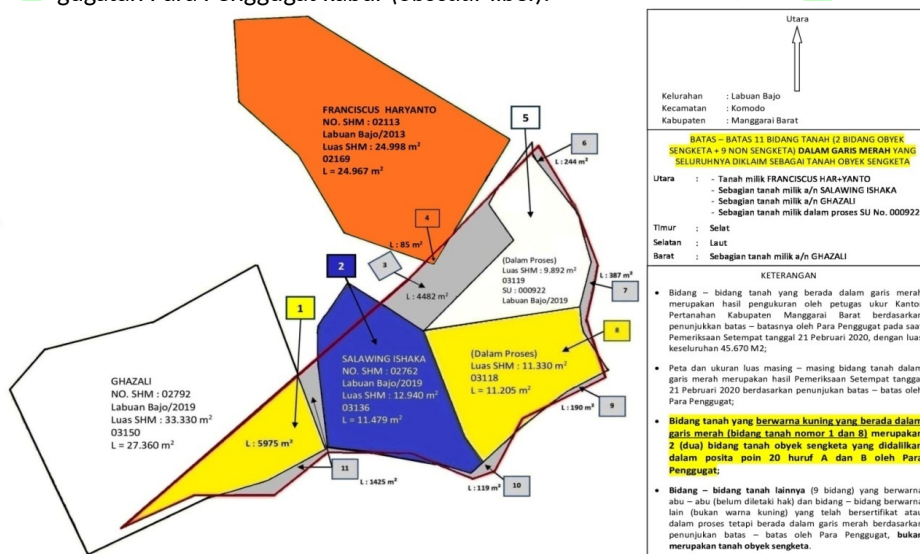 gugatan Para Penggugat kabur (obscuur libel).
FRANCISCUS HARYANTO
NO. SHM : 02113
Labuan Bajo/2013
Luas SHM : 24.998 m²
02169
L = 24.967 m²
5
6
L : 244 m²
4
L : 85 m²
3
L : 4482 m²
2
1
(Dalam Proses)
Luas SHM : 9.892 m²
03119
SU : 000922
Labuan Bajo/2019
L : 387 m²
7
8
GHAZALI
NO. SHM : 02792
Labuan Bajo/2019
Luas SHM : 33.330 m²
03150
L = 27.360 m²
L : 5975 m²
SALAWING ISHAKA
NO. SHM : 02762
Labuan Bajo/2019
Luas SHM : 12.940 m²
03136
L = 11.479 m²
(Dalam Proses)
Luas SHM : 11.330 m²
03118
L = 11.205 m²
9
L : 190 m²
10
L : 119 m²
11
L : 1425 m²
Utara
Kelurahan : Labuan Bajo
Kecamatan : Komodo
Kabupaten : Manggarai Barat
BATAS – BATAS 11 BIDANG TANAH (2 BIDANG OBYEK
SENGKETA + 9 NON SENGKETA) DALAM GARIS MERAH YANG
SELURUHNYA DIKLAIM SEBAGAI TANAH OBYEK SENGKETA
Utara : - Tanah milik FRANCISCUS HAR+YANTO
- Sebagian tanah milik a/n SALAWING ISHAKA
- Sebagian tanah milik a/n GHAZALI
- Sebagian tanah milik dalam proses SU No. 000922
Timur : Selat
Selatan : Laut
Barat : Sebagian tanah milik a/n GHAZALI
KETERANGAN
• Bidang – bidang tanah yang berada dalam garis merah
merupakan hasil pengukuran oleh petugas ukur Kantor
Pertanahan Kabupaten Manggarai Barat berdasarkan
penunjukkan batas – batasnya oleh Para Penggugat pada saat
Pemeriksaan Setempat tanggal 21 Pebruari 2020, dengan luas
keseluruhan 45.670 M2;
• Peta dan ukuran luas masing – masing bidang tanah dalam
garis merah merupakan hasil Pemeriksaan Setempat tanggal
21 Pebruari 2020 berdasarkan penunjukan batas – batas oleh
Para Penggugat;
• Bidang tanah yang berwarna kuning yang berada dalam
garis merah (bidang tanah nomor 1 dan 8) merupakan
2 (dua) bidang tanah obyek sengketa yang didalilkan
dalam posita poin 20 huruf A dan B oleh Para
Penggugat;
• Bidang – bidang tanah lainnya (9 bidang) yang berwarna
abu – abu (belum diletaki hak) dan bidang – bidang berwarna
lain (bukan warna kuning) yang telah bersertifikat atau
dalam proses tetapi berada dalam garis merah berdasarkan
penunjukan batas – batas oleh Para Penggugat, bukan
merupakan tanah obyek sengketa.